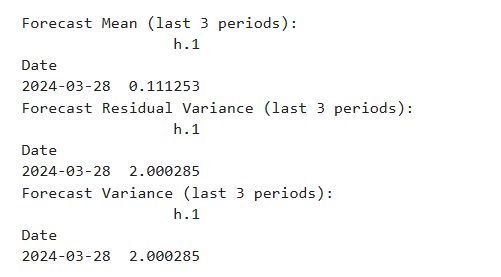 Forecast Mean (last 3 periods):
h.1
Date
2024-03-28  0.111253
Forecast Residual Variance (last 3 periods):
h.1
Date
2024-03-28  2.000285
Forecast Variance (last 3 periods):
h.1
Date
2024-03-28  2.000285